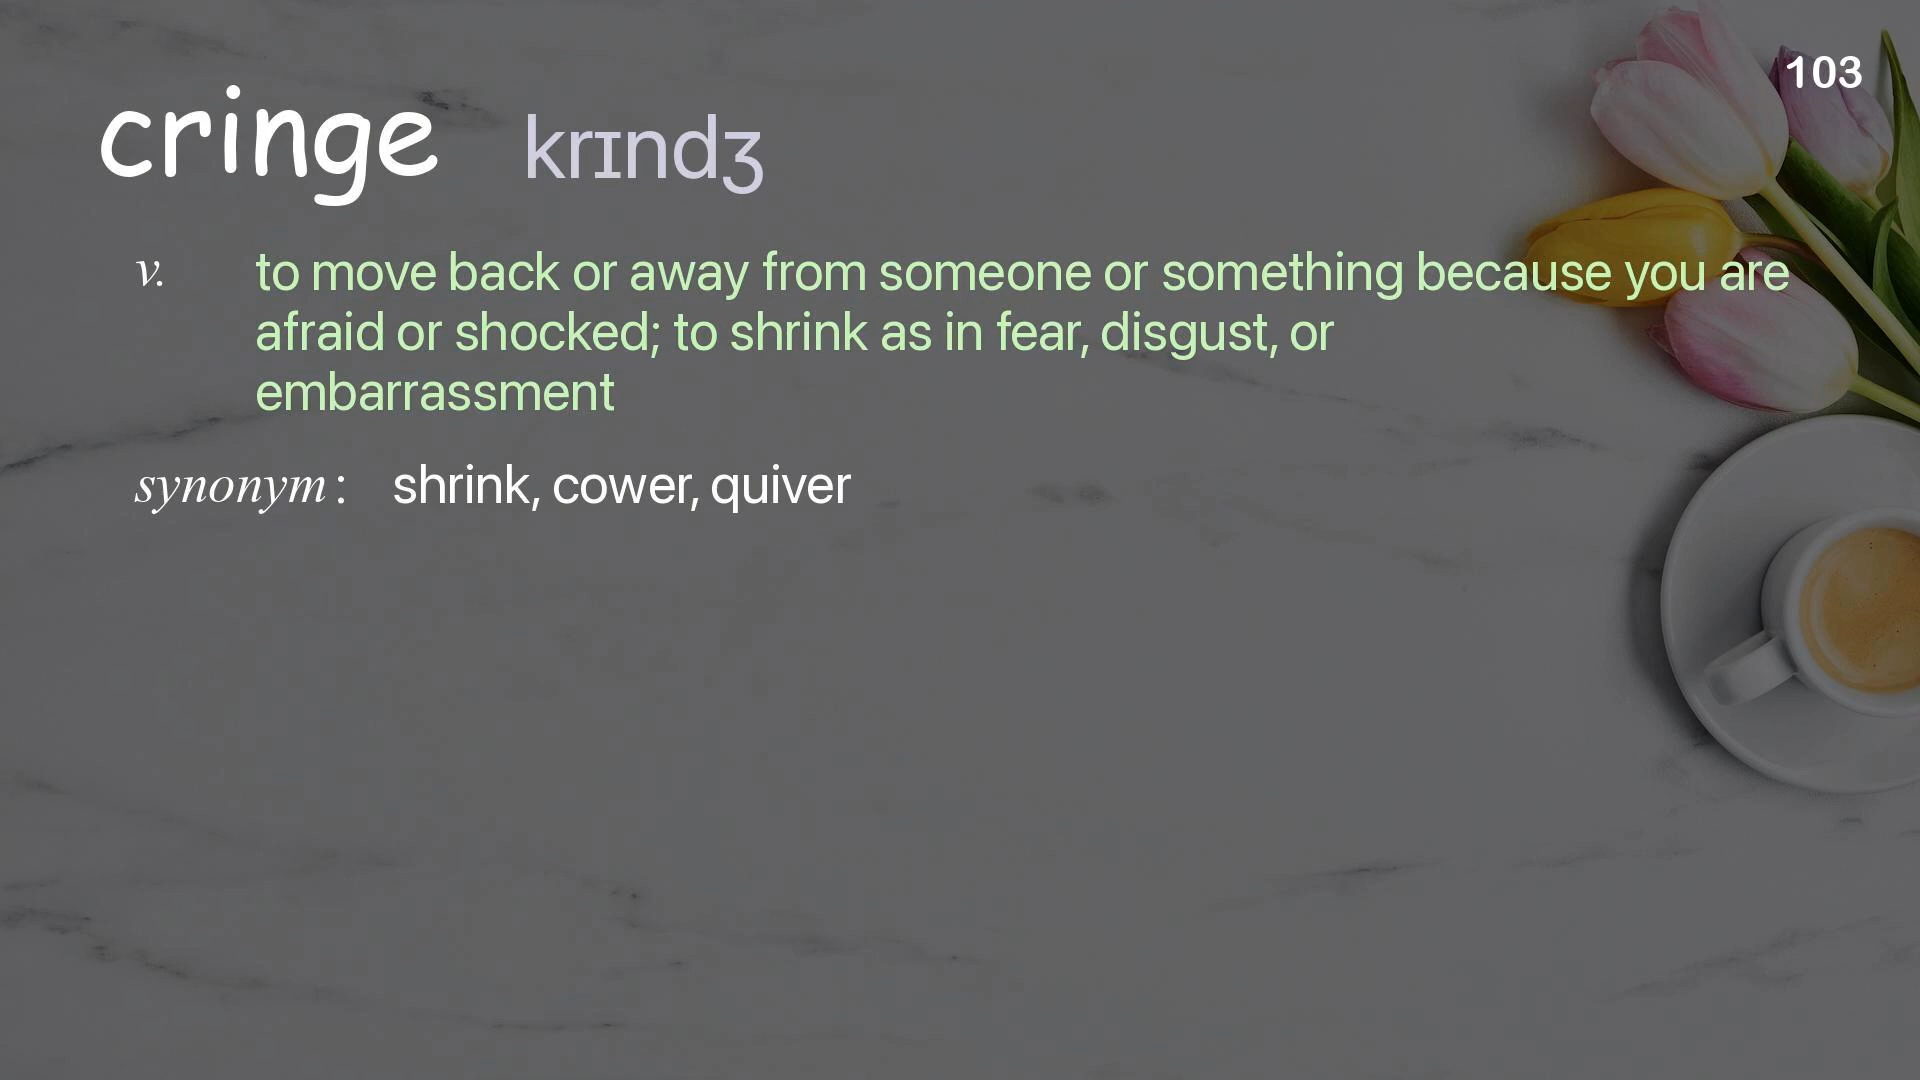 103
cringe krɪndʒ
v. to move back or away from someone or something because you are
afraid or shocked; to shrink as in fear, disgust, or
embarrassment
synonym: shrink, cower, quiver